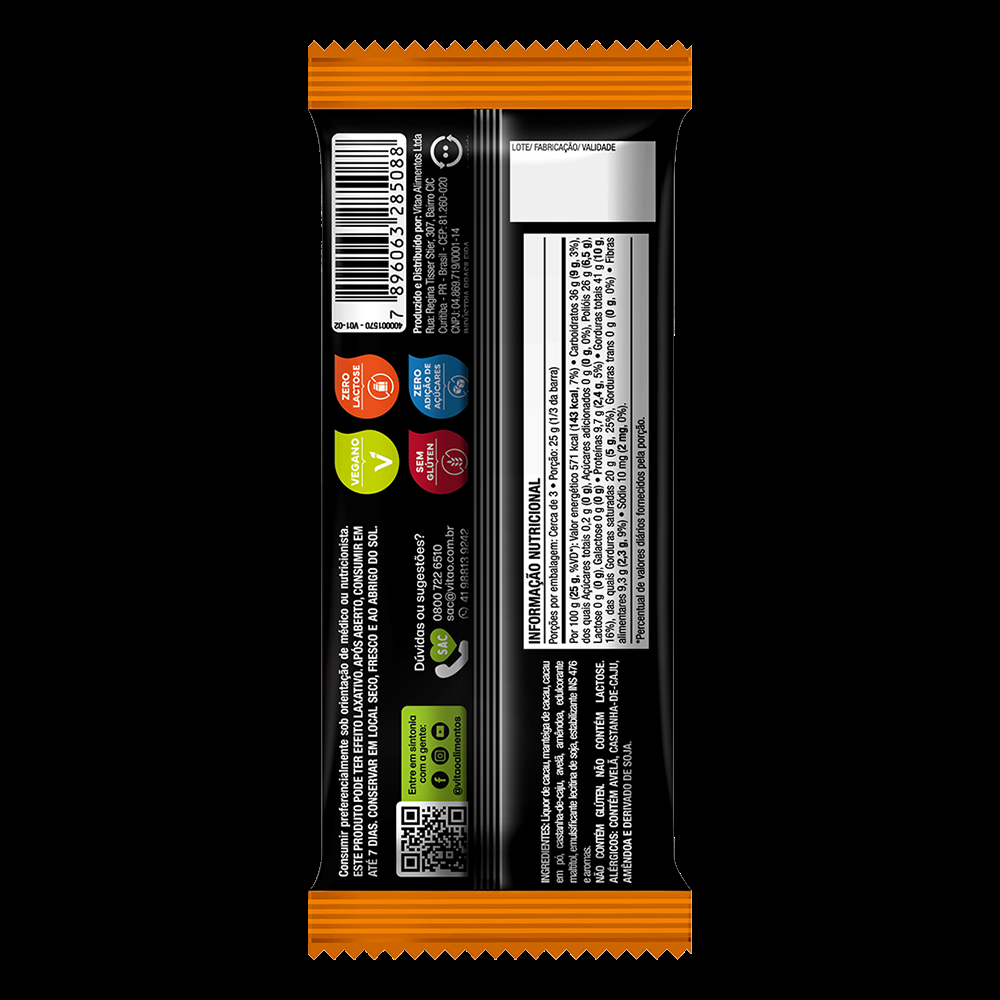 LOTE/ FABRICAÇÃO/ VALIDADE
INFORMAÇÃO NUTRICIONAL
Porções por embalagem: Cerca de 3 • Porção: 25 g (1/3 da barra)
Por 100 g (25 g, %VD*): Valor energético 571 kcal (143 kcal, 7%) • Carboidratos 36 g (9 g, 3%),
dos quais Açúcares totais 0,2 g (0 g), Açúcares adicionados 0 g (0 g, 0%), Polióis 26 g (6,5 g),
Lactose 0 g (0 g), Galactose 0 g (0 g) • Proteínas 9,7 g (2,4 g, 5%) • Gorduras totais 41 g (10 g,
16%), das quais Gorduras saturadas 20 g (5 g, 25%), Gorduras trans 0 g (0 g, 0%) • Fibras
alimentares 9,3 g (2,3 g, 9%) • Sódio 10 mg (2 mg, 0%).
*Percentual de valores diários fornecidos pela porção.
INGREDIENTES: Liquor de cacau, manteiga de cacau, cacau
em pó, castanha-de-caju, avelã, amêndoa, edulcorante
maltitol, emulsificante lecitina de soja, estabilizante INS 476
e aromas.
NÃO CONTÉM GLÚTEN. NÃO CONTÉM LACTOSE.
ALÉRGICOS: CONTÉM AVELÃ, CASTANHA-DE-CAJU,
AMÊNDOA E DERIVADO DE SOJA.
Consumir preferencialmente sob orientação de médico ou nutricionista.
ESTE PRODUTO PODE TER EFEITO LAXATIVO. APÓS ABERTO, CONSUMIR EM
ATÉ 7 DIAS. CONSERVAR EM LOCAL SECO, FRESCO E AO ABRIGO DO SOL.
Entre em sintonia
com a gente:
@vitaoalimentos
SAC
Dúvidas ou sugestões?
0800 722 6510
sac@vitao.com.br
41 98813 9242
VEGANO
ZERO
LACTOSE
SEM
GLÚTEN
ZERO
ADIÇÃO DE
AÇÚCARES
400001570 - V01-02
7 896063 285088
Produzido e Distribuído por: Vitao Alimentos Ltda
Rua: Regina Tisser Stier, 307, Bairro CIC
Curitiba - PR - Brasil - CEP: 81.260-020
CNPJ: 04.869.719/0001-14
INDÚSTRIA BRASILEIRA